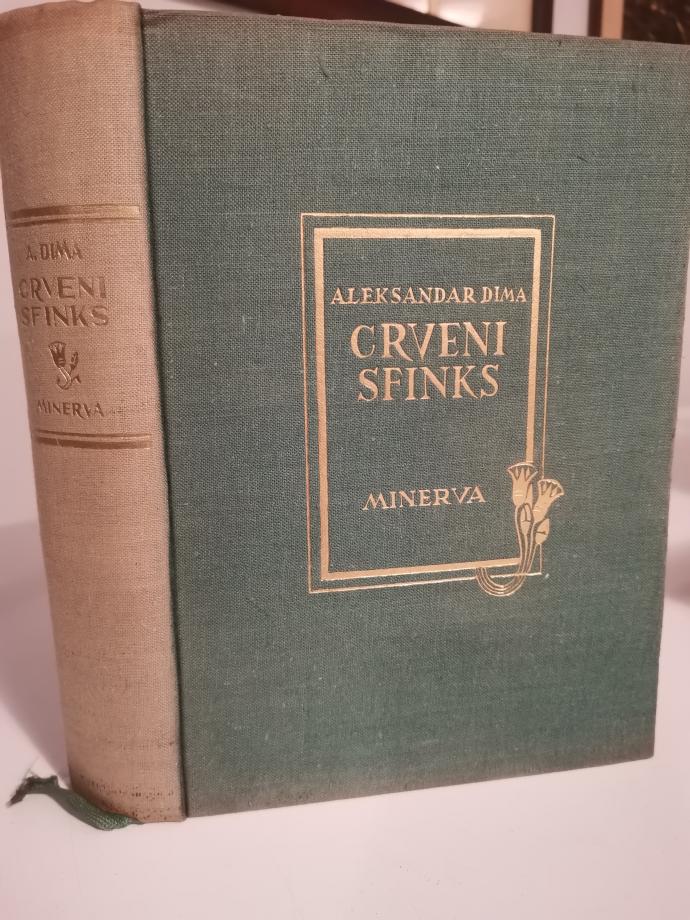 A. DIMA
CRVENI
SFINKS
MINERVA
ALEKSANDAR DIMA
CRVENI
SFINKS
MINERVA